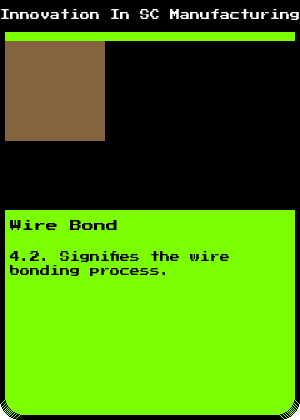 Innovation In SC Manufacturing
Wire Bond
4.2. Signifies the wire
bonding process.